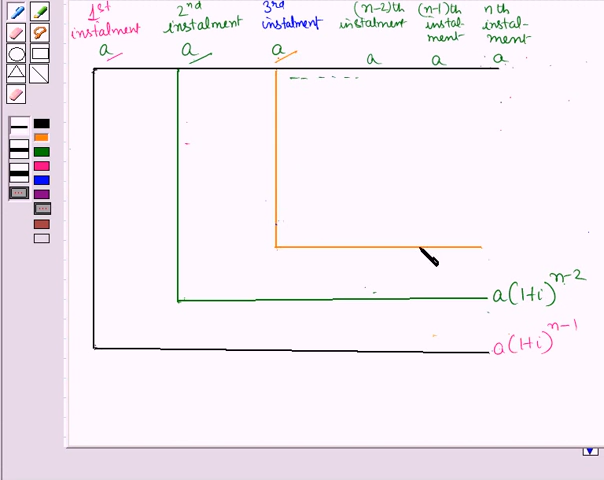 1st instalment
2nd instalment
3rd instalment
(n-2)th instalment
(n-1)th instal-ment
nth instal-ment
a a a a a a
a(1+i)^n-2
a(1+i)^n-1